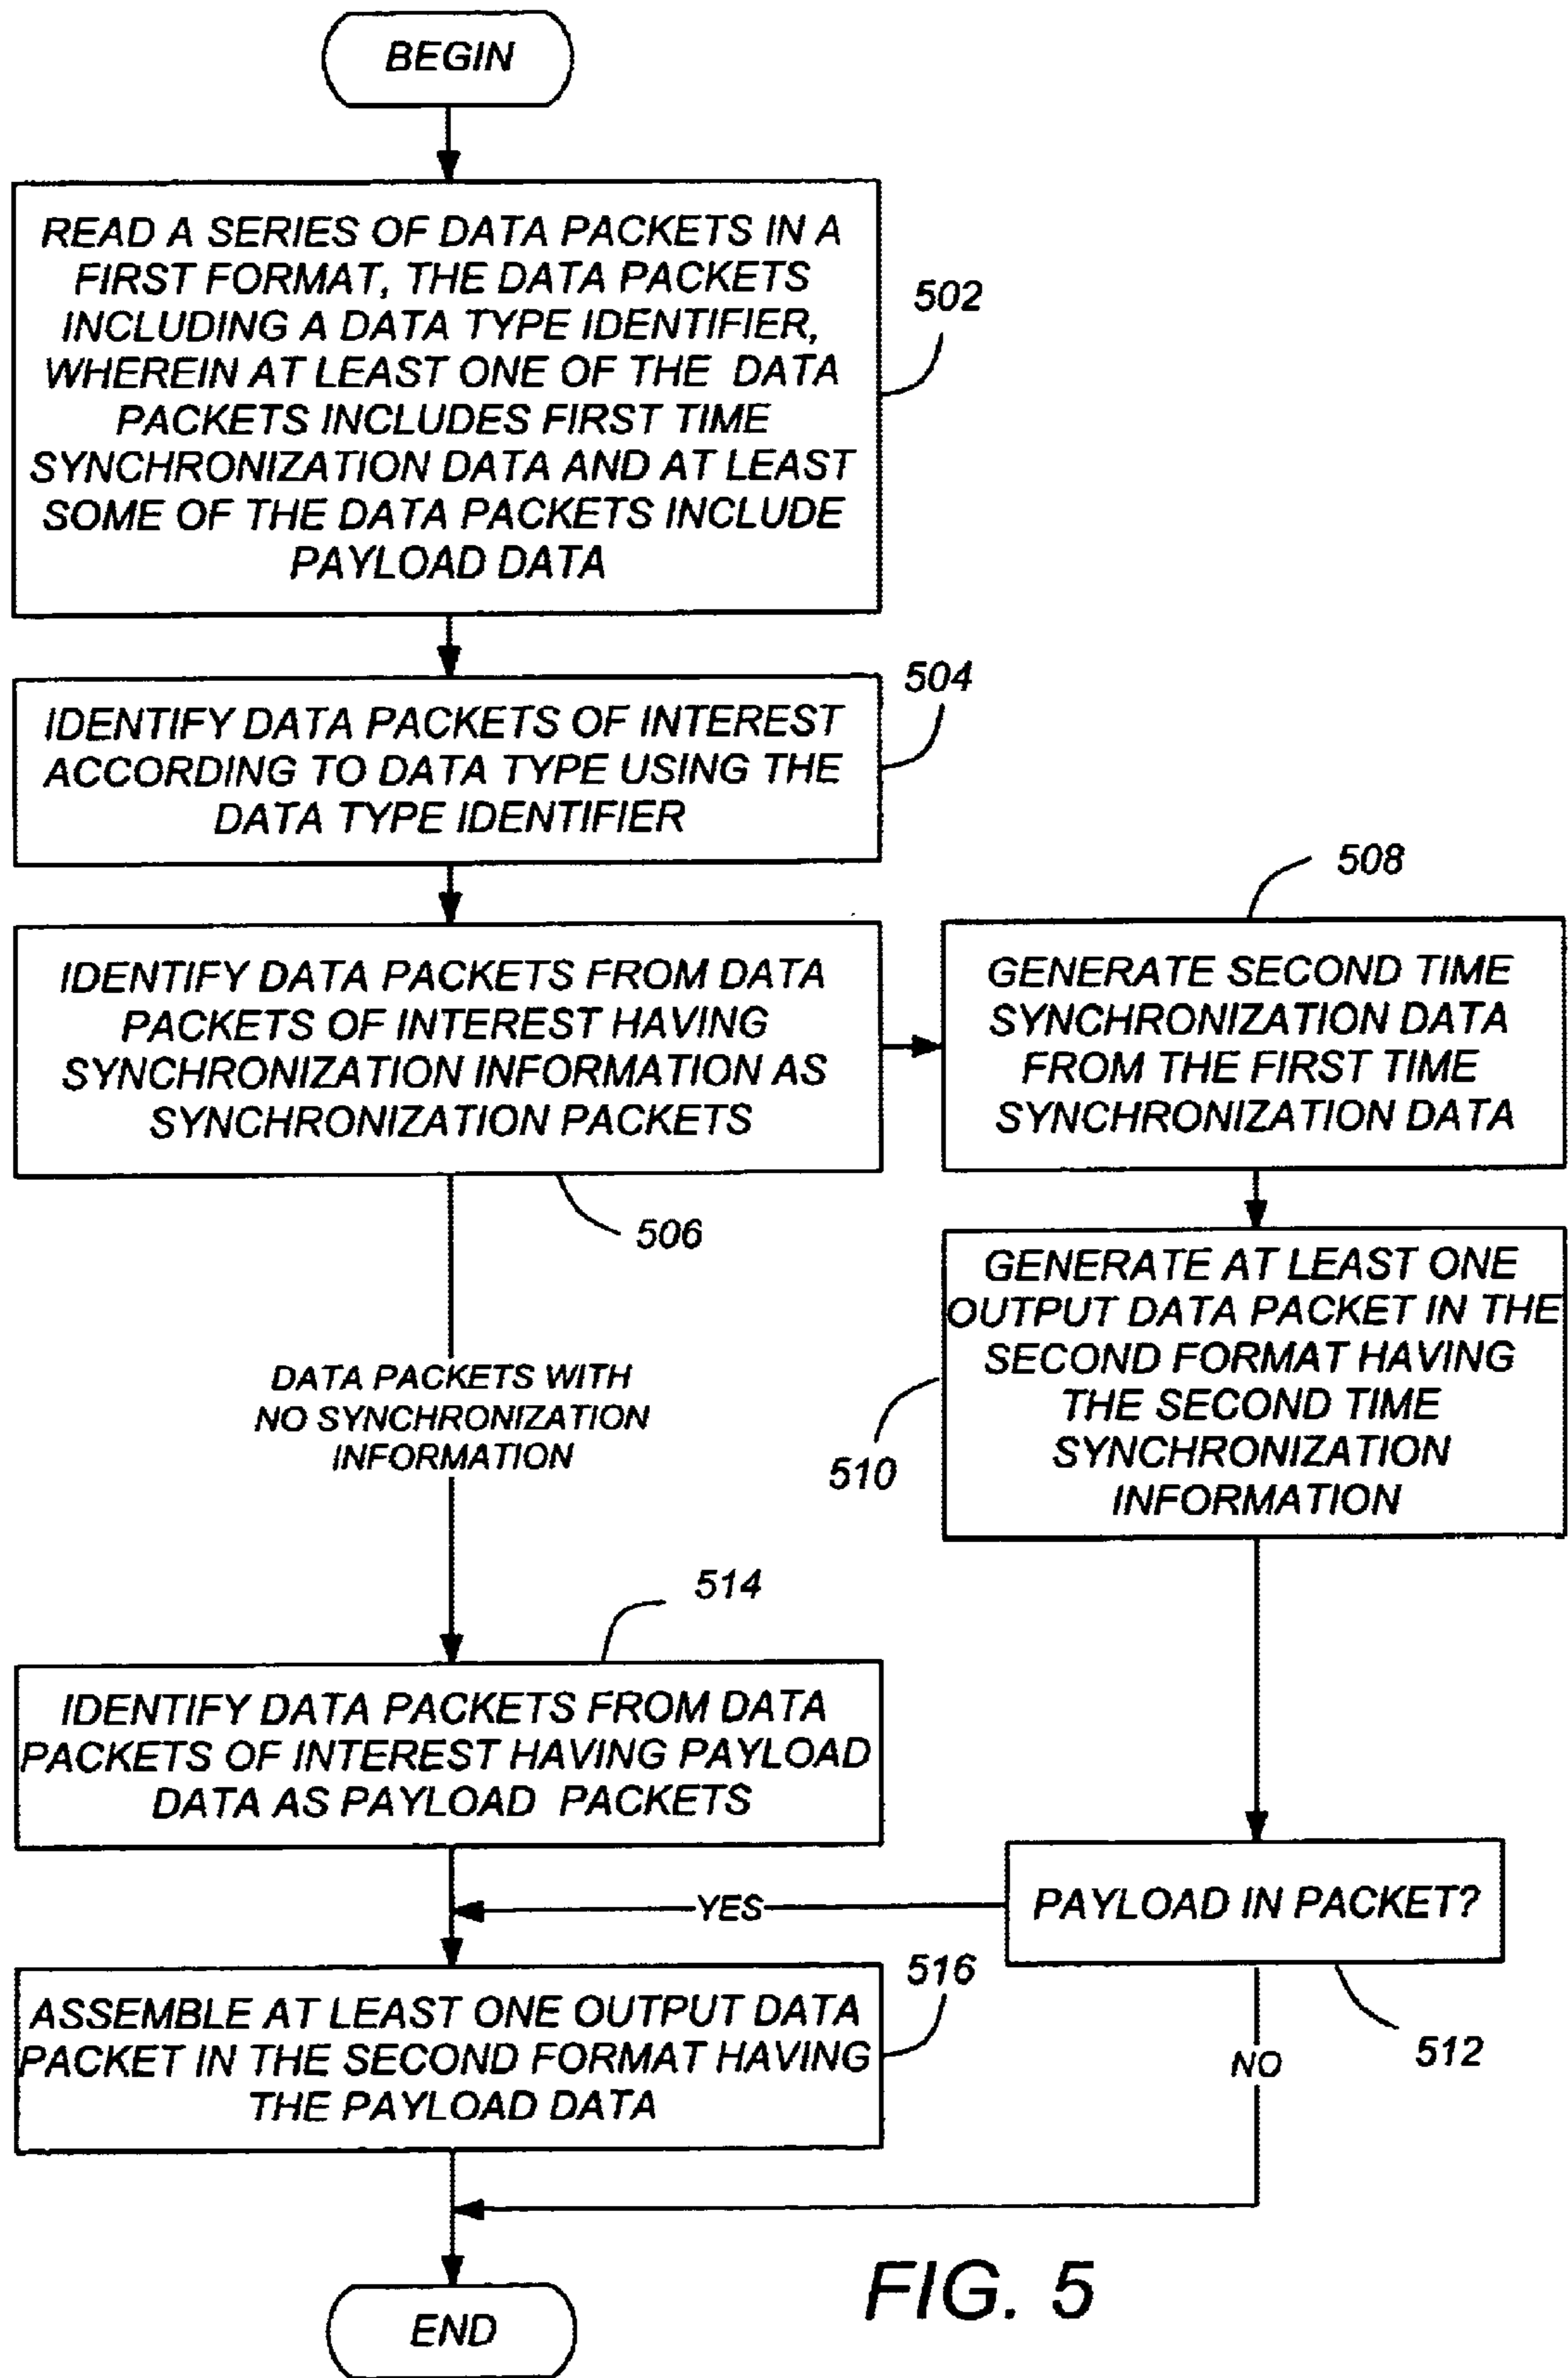 BEGIN
READ A SERIES OF DATA PACKETS IN A
FIRST FORMAT, THE DATA PACKETS
INCLUDING A DATA TYPE IDENTIFIER,
WHEREIN AT LEAST ONE OF THE DATA
PACKETS INCLUDES FIRST TIME
SYNCHRONIZATION DATA AND AT LEAST
SOME OF THE DATA PACKETS INCLUDE
PAYLOAD DATA
502
IDENTIFY DATA PACKETS OF INTEREST
ACCORDING TO DATA TYPE USING THE
DATA TYPE IDENTIFIER
504
IDENTIFY DATA PACKETS FROM DATA
PACKETS OF INTEREST HAVING
SYNCHRONIZATION INFORMATION AS
SYNCHRONIZATION PACKETS
506
508
GENERATE SECOND TIME
SYNCHRONIZATION DATA
FROM THE FIRST TIME
SYNCHRONIZATION DATA
GENERATE AT LEAST ONE
OUTPUT DATA PACKET IN THE
SECOND FORMAT HAVING
THE SECOND TIME
SYNCHRONIZATION
INFORMATION
510
DATA PACKETS WITH
NO SYNCHRONIZATION
INFORMATION
514
IDENTIFY DATA PACKETS FROM DATA
PACKETS OF INTEREST HAVING PAYLOAD
DATA AS PAYLOAD PACKETS
YES
PAYLOAD IN PACKET?
512
NO
516
ASSEMBLE AT LEAST ONE OUTPUT DATA
PACKET IN THE SECOND FORMAT HAVING
THE PAYLOAD DATA
END
FIG. 5